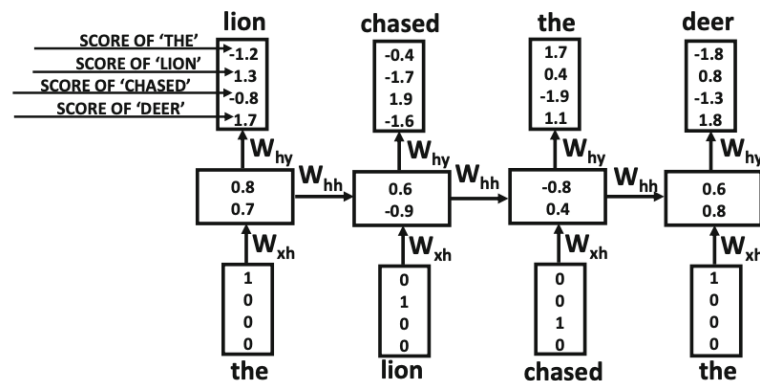 lion
chased
the
deer
SCORE OF 'THE'
SCORE OF 'LION'
SCORE OF 'CHASED'
SCORE OF 'DEER'
-1.2
1.3
-0.8
1.7
-0.4
-1.7
1.9
-1.6
1.7
0.4
-1.9
1.1
-1.8
0.8
-1.3
1.8
Why
Why
Why
Why
0.8
0.7
Whh
0.6
-0.9
Whh
-0.8
0.4
Whh
0.6
0.8
Wxh
Wxh
Wxh
Wxh
1
0
0
0
0
1
0
0
0
0
1
0
1
0
0
0
the
lion
chased
the